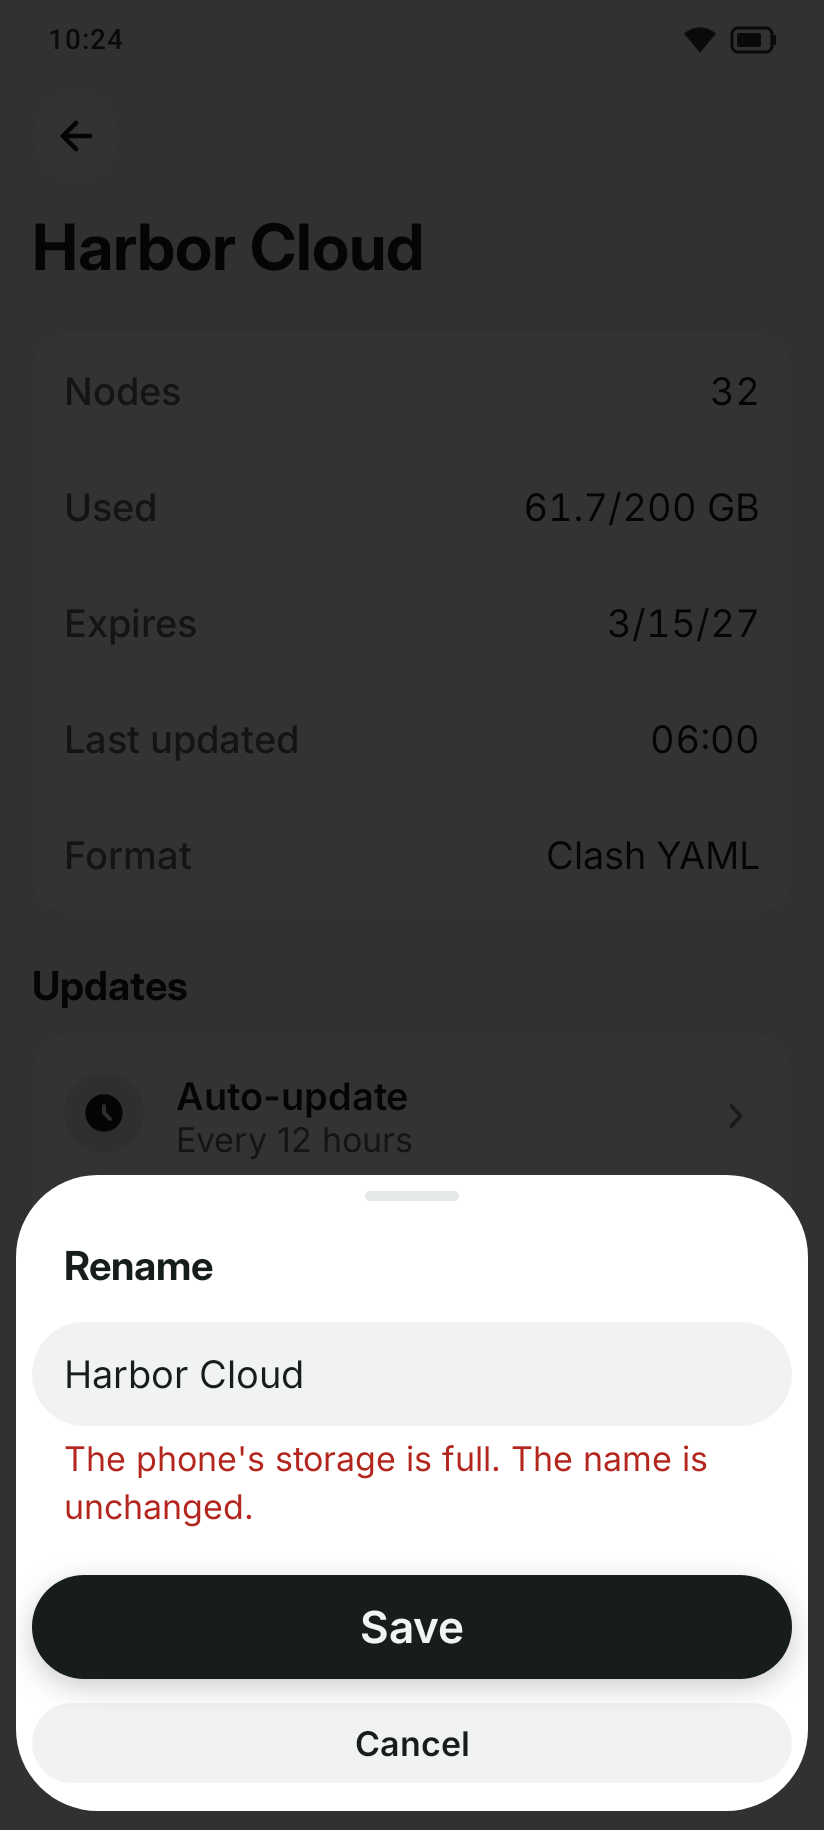 10:24
Harbor Cloud
Nodes 32
Used 61.7/200 GB
Expires 3/15/27
Last updated 06:00
Format Clash YAML
Updates
Auto-update
Every 12 hours
Rename
Harbor Cloud
The phone's storage is full. The name is
unchanged.
Save
Cancel